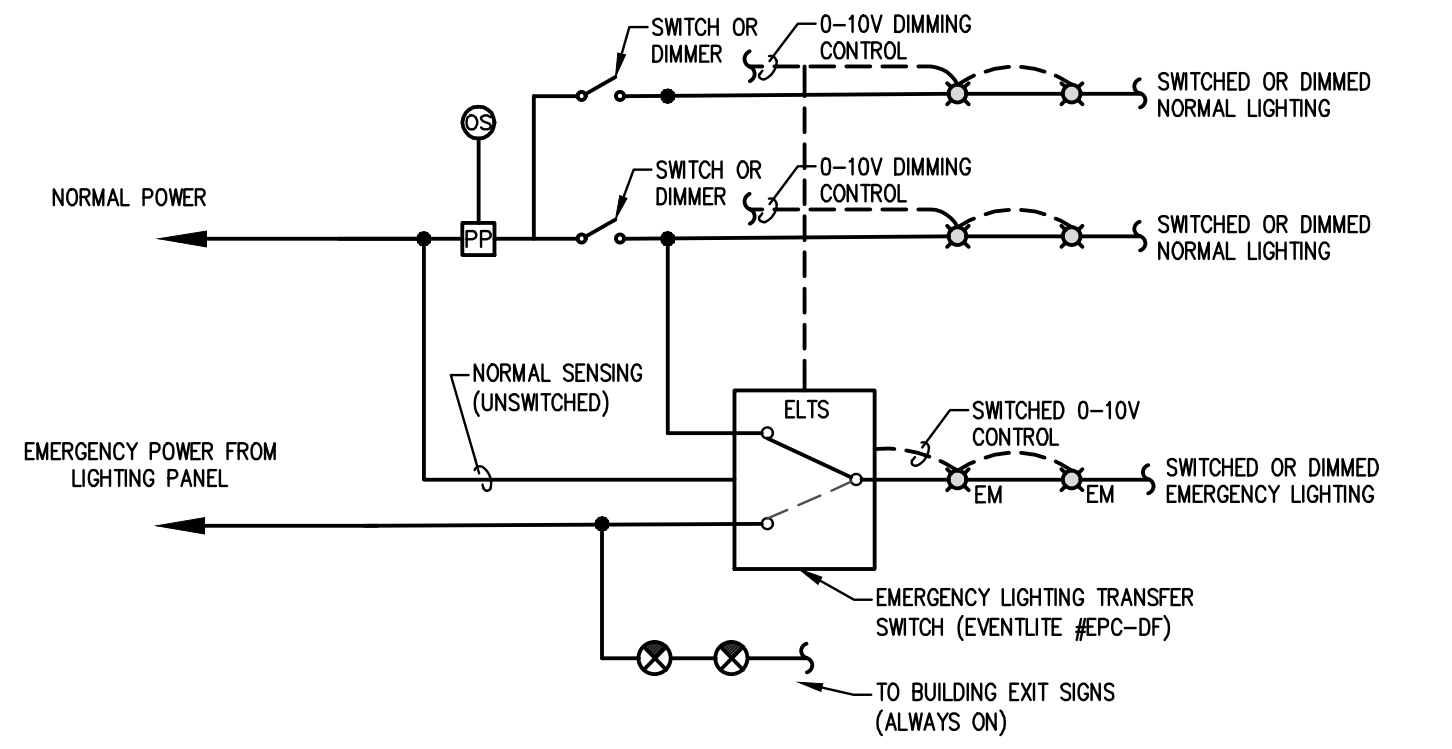 SWITCH OR
DIMMER
0-10V DIMMING
CONTROL
SWITCHED OR DIMMED
NORMAL LIGHTING
OS
SWITCH OR
DIMMER
0-10V DIMMING
CONTROL
NORMAL POWER
PP
SWITCHED OR DIMMED
NORMAL LIGHTING
NORMAL SENSING
(UNSWITCHED)
ELTS
SWITCHED 0-10V
CONTROL
EMERGENCY POWER FROM
LIGHTING PANEL
EM
EM
SWITCHED OR DIMMED
EMERGENCY LIGHTING
EMERGENCY LIGHTING TRANSFER
SWITCH (EVENTLITE #EPC-DF)
TO BUILDING EXIT SIGNS
(ALWAYS ON)